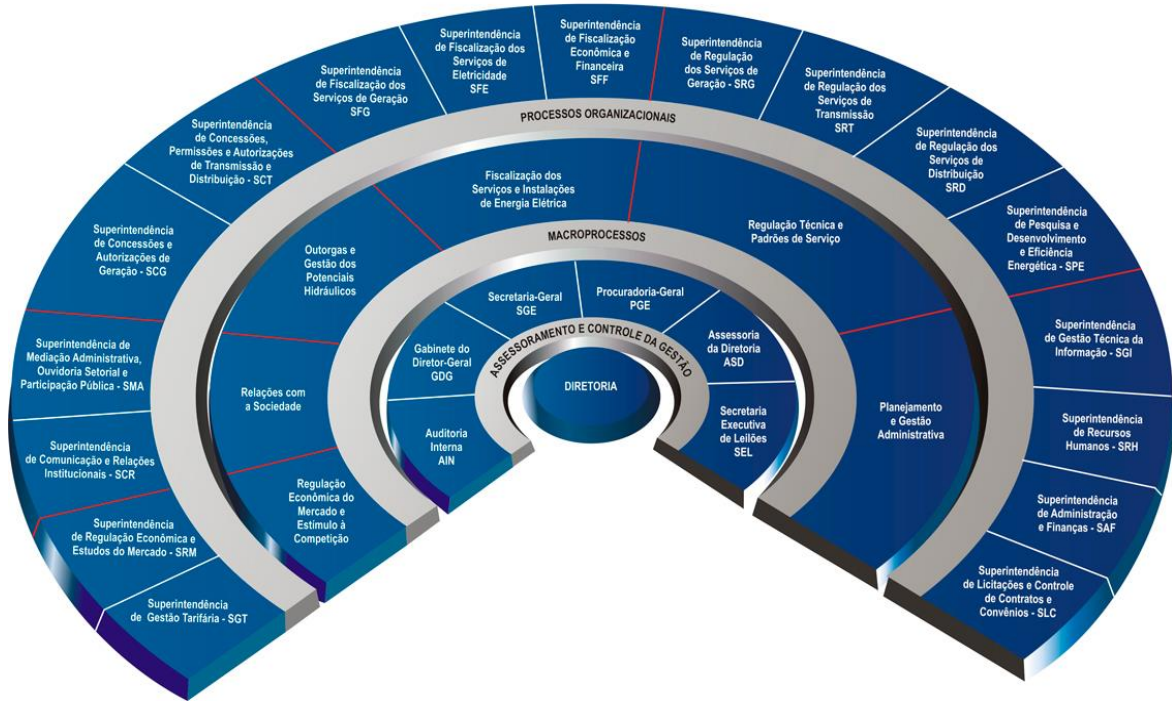 Superintendência
de Gestão Tarifária - SGT
Superintendência
de Regulação Econômica e
Estudos do Mercado - SRM
Superintendência
de Comunicação e Relações
Institucionais - SCR
Superintendência de
Mediação Administrativa,
Ouvidoria Setorial e
Participação Pública - SMA
Superintendência
de Concessões e
Autorizações de
Geração - SCG
Superintendência
de Concessões,
Permissões e Autorizações
de Transmissão e
Distribuição - SCT
Superintendência
de Fiscalização dos
Serviços de Geração
SFG
Superintendência
de Fiscalização dos
Serviços de
Eletricidade
SFE
Superintendência
de Fiscalização
Econômica e
Financeira
SFF
Superintendência
de Regulação
dos Serviços de
Geração - SRG
Superintendência
de Regulação dos
Serviços de
Transmissão
SRT
Superintendência
de Regulação dos
Serviços de
Distribuição
SRD
Superintendência
de Pesquisa e
Desenvolvimento
e Eficiência
Energética - SPE
Superintendência
de Gestão Técnica da
Informação - SGI
Superintendência
de Recursos
Humanos - SRH
Superintendência
de Administração
e Finanças - SAF
Superintendência
de Licitações e Controle
de Contratos e
Convênios - SLC
PROCESSOS ORGANIZACIONAIS
Regulação
Econômica do
Mercado e
Estímulo à
Competição
Relações com
a Sociedade
Outorgas e
Gestão dos
Potenciais
Hidráulicos
Fiscalização dos
Serviços e Instalações
de Energia Elétrica
Regulação Técnica e
Padrões de Serviço
Planejamento
e Gestão
Administrativa
MACROPROCESSOS
Auditoria
Interna
AIN
Gabinete do
Diretor-Geral
GDG
Secretaria-Geral
SGE
Procuradoria-Geral
PGE
Assessoria
da Diretoria
ASD
Secretaria
Executiva
de Leilões
SEL
ASSESSORAMENTO E CONTROLE DA GESTÃO
DIRETORIA